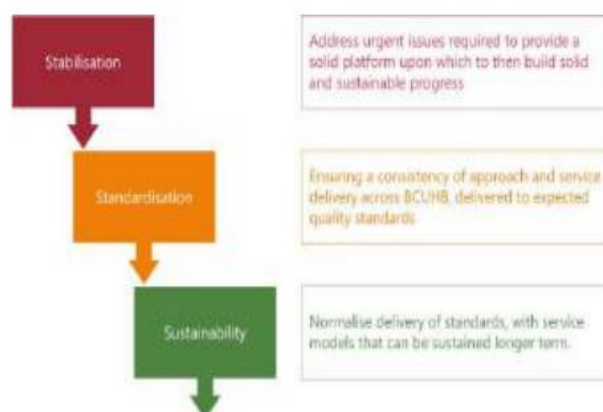 Stabilisation
Address urgent issues required to provide a
solid platform upon which to then build solid
and sustainable progress
Standardisation
Ensuring a consistency of approach and service
delivery across BCUHB, delivered to expected
quality standards
Sustainability
Normalise delivery of standards, with service
models that can be sustained longer term.